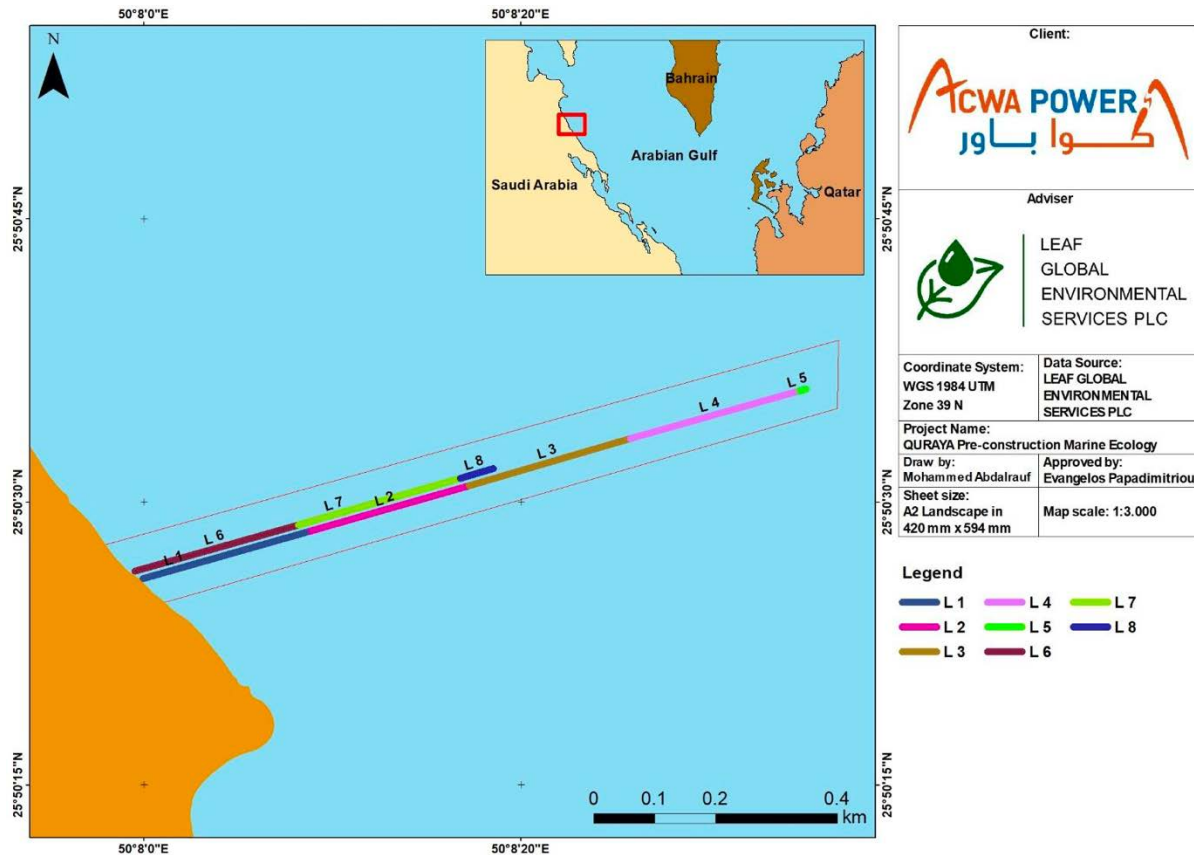 50°8'0"E
50°8'20"E
N
Bahrain
Arabian Gulf
Saudi Arabia
Qatar
25°50'45"N
25°50'45"N
25°50'30"N
25°50'30"N
25°50'15"N
25°50'15"N
L 5
L 4
L 3
L 8
L 7
L 2
L 6
L 1
0 0.1 0.2 0.4
km
50°8'0"E
50°8'20"E
Client:
ACWA POWER
أكوا باور
Adviser
LEAF
GLOBAL
ENVIRONMENTAL
SERVICES PLC
Coordinate System:
WGS 1984 UTM
Zone 39 N
Data Source:
LEAF GLOBAL
ENVIRONMENTAL
SERVICES PLC
Project Name:
QURAYA Pre-construction Marine Ecology
Draw by:
Mohammed Abdalrauf
Approved by:
Evangelos Papadimitriou
Sheet size:
A2 Landscape in
420 mm x 594 mm
Map scale: 1:3.000
Legend
L 1
L 4
L 7
L 2
L 5
L 8
L 3
L 6